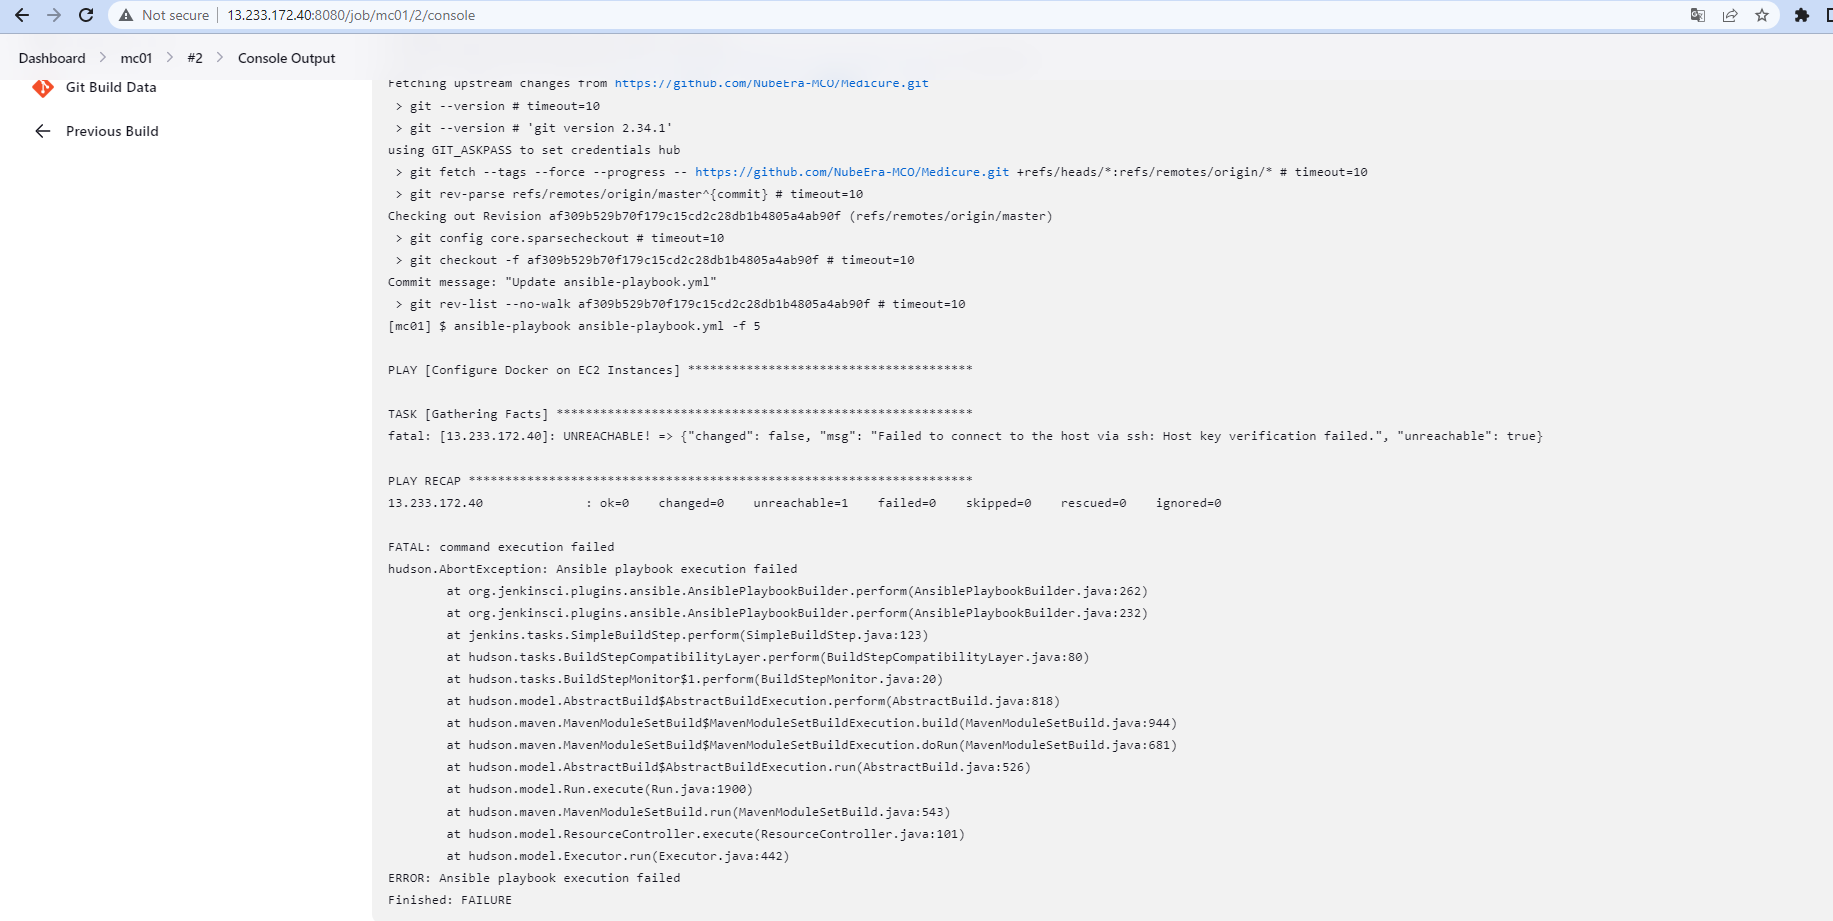 Not secure | 13.233.172.40:8080/job/mc01/2/console
Dashboard > mc01 > #2 > Console Output
Git Build Data
Previous Build
Fetching upstream changes from https://github.com/NubeEra-MCO/Medicure.git
> git --version # timeout=10
> git --version # 'git version 2.34.1'
using GIT_ASKPASS to set credentials hub
> git fetch --tags --force --progress -- https://github.com/NubeEra-MCO/Medicure.git +refs/heads/*:refs/remotes/origin/* # timeout=10
> git rev-parse refs/remotes/origin/master^{commit} # timeout=10
Checking out Revision af309b529b70f179c15cd2c28db1b4805a4ab90f (refs/remotes/origin/master)
> git config core.sparsecheckout # timeout=10
> git checkout -f af309b529b70f179c15cd2c28db1b4805a4ab90f # timeout=10
Commit message: "Update ansible-playbook.yml"
> git rev-list --no-walk af309b529b70f179c15cd2c28db1b4805a4ab90f # timeout=10
[mc01] $ ansible-playbook ansible-playbook.yml -f 5
PLAY [Configure Docker on EC2 Instances] ***************************************
TASK [Gathering Facts] *********************************************************
fatal: [13.233.172.40]: UNREACHABLE! => {"changed": false, "msg": "Failed to connect to the host via ssh: Host key verification failed.", "unreachable": true}
PLAY RECAP *********************************************************************
13.233.172.40 : ok=0 changed=0 unreachable=1 failed=0 skipped=0 rescued=0 ignored=0
FATAL: command execution failed
hudson.AbortException: Ansible playbook execution failed
at org.jenkinsci.plugins.ansible.AnsiblePlaybookBuilder.perform(AnsiblePlaybookBuilder.java:262)
at org.jenkinsci.plugins.ansible.AnsiblePlaybookBuilder.perform(AnsiblePlaybookBuilder.java:232)
at jenkins.tasks.SimpleBuildStep.perform(SimpleBuildStep.java:123)
at hudson.tasks.BuildStepCompatibilityLayer.perform(BuildStepCompatibilityLayer.java:80)
at hudson.tasks.BuildStepMonitor$1.perform(BuildStepMonitor.java:20)
at hudson.model.AbstractBuild$AbstractBuildExecution.perform(AbstractBuild.java:818)
at hudson.maven.MavenModuleSetBuild$MavenModuleSetBuildExecution.build(MavenModuleSetBuild.java:944)
at hudson.maven.MavenModuleSetBuild$MavenModuleSetBuildExecution.doRun(MavenModuleSetBuild.java:681)
at hudson.model.AbstractBuild$AbstractBuildExecution.run(AbstractBuild.java:526)
at hudson.model.Run.execute(Run.java:1900)
at hudson.maven.MavenModuleSetBuild.run(MavenModuleSetBuild.java:543)
at hudson.model.ResourceController.execute(ResourceController.java:101)
at hudson.model.Executor.run(Executor.java:442)
ERROR: Ansible playbook execution failed
Finished: FAILURE